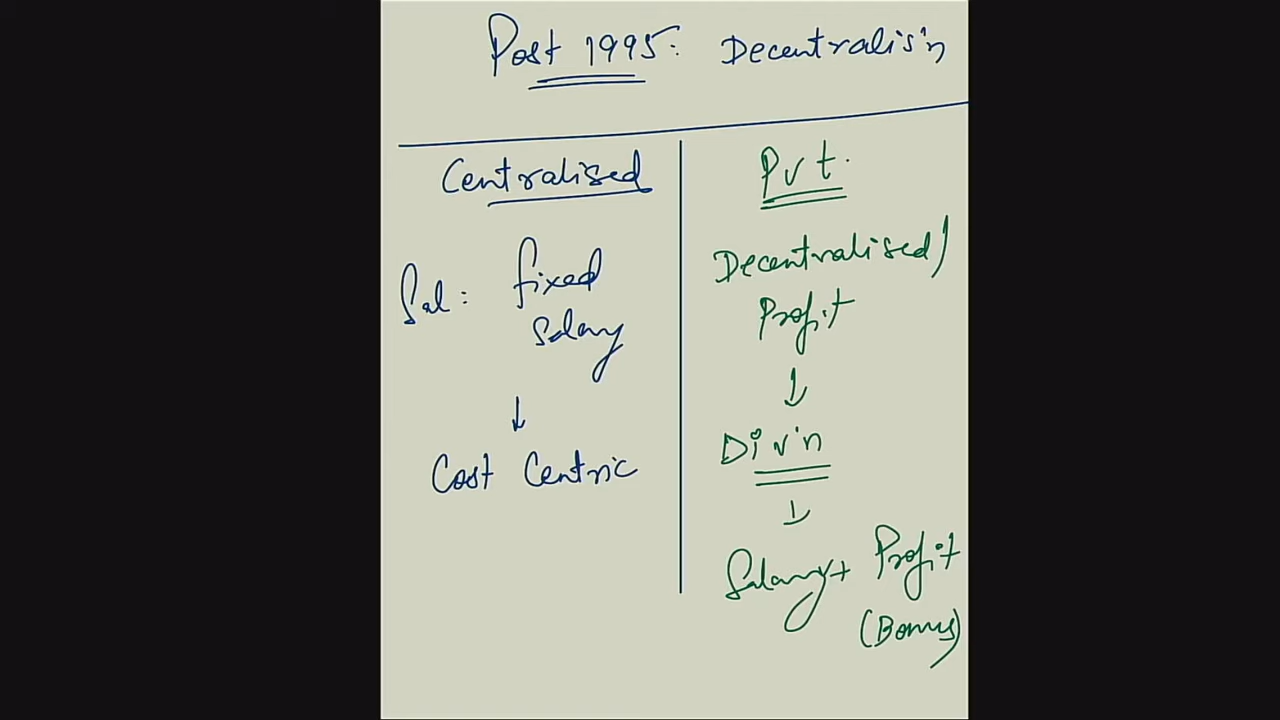 Post 1995: Decentralis'n
Centralised
Sal: fixed
salary
↓
Cost Centric
Pvt.
Decentralised/
Profit
↓
Div'n
↓
Salary + Profit
(Bonus)